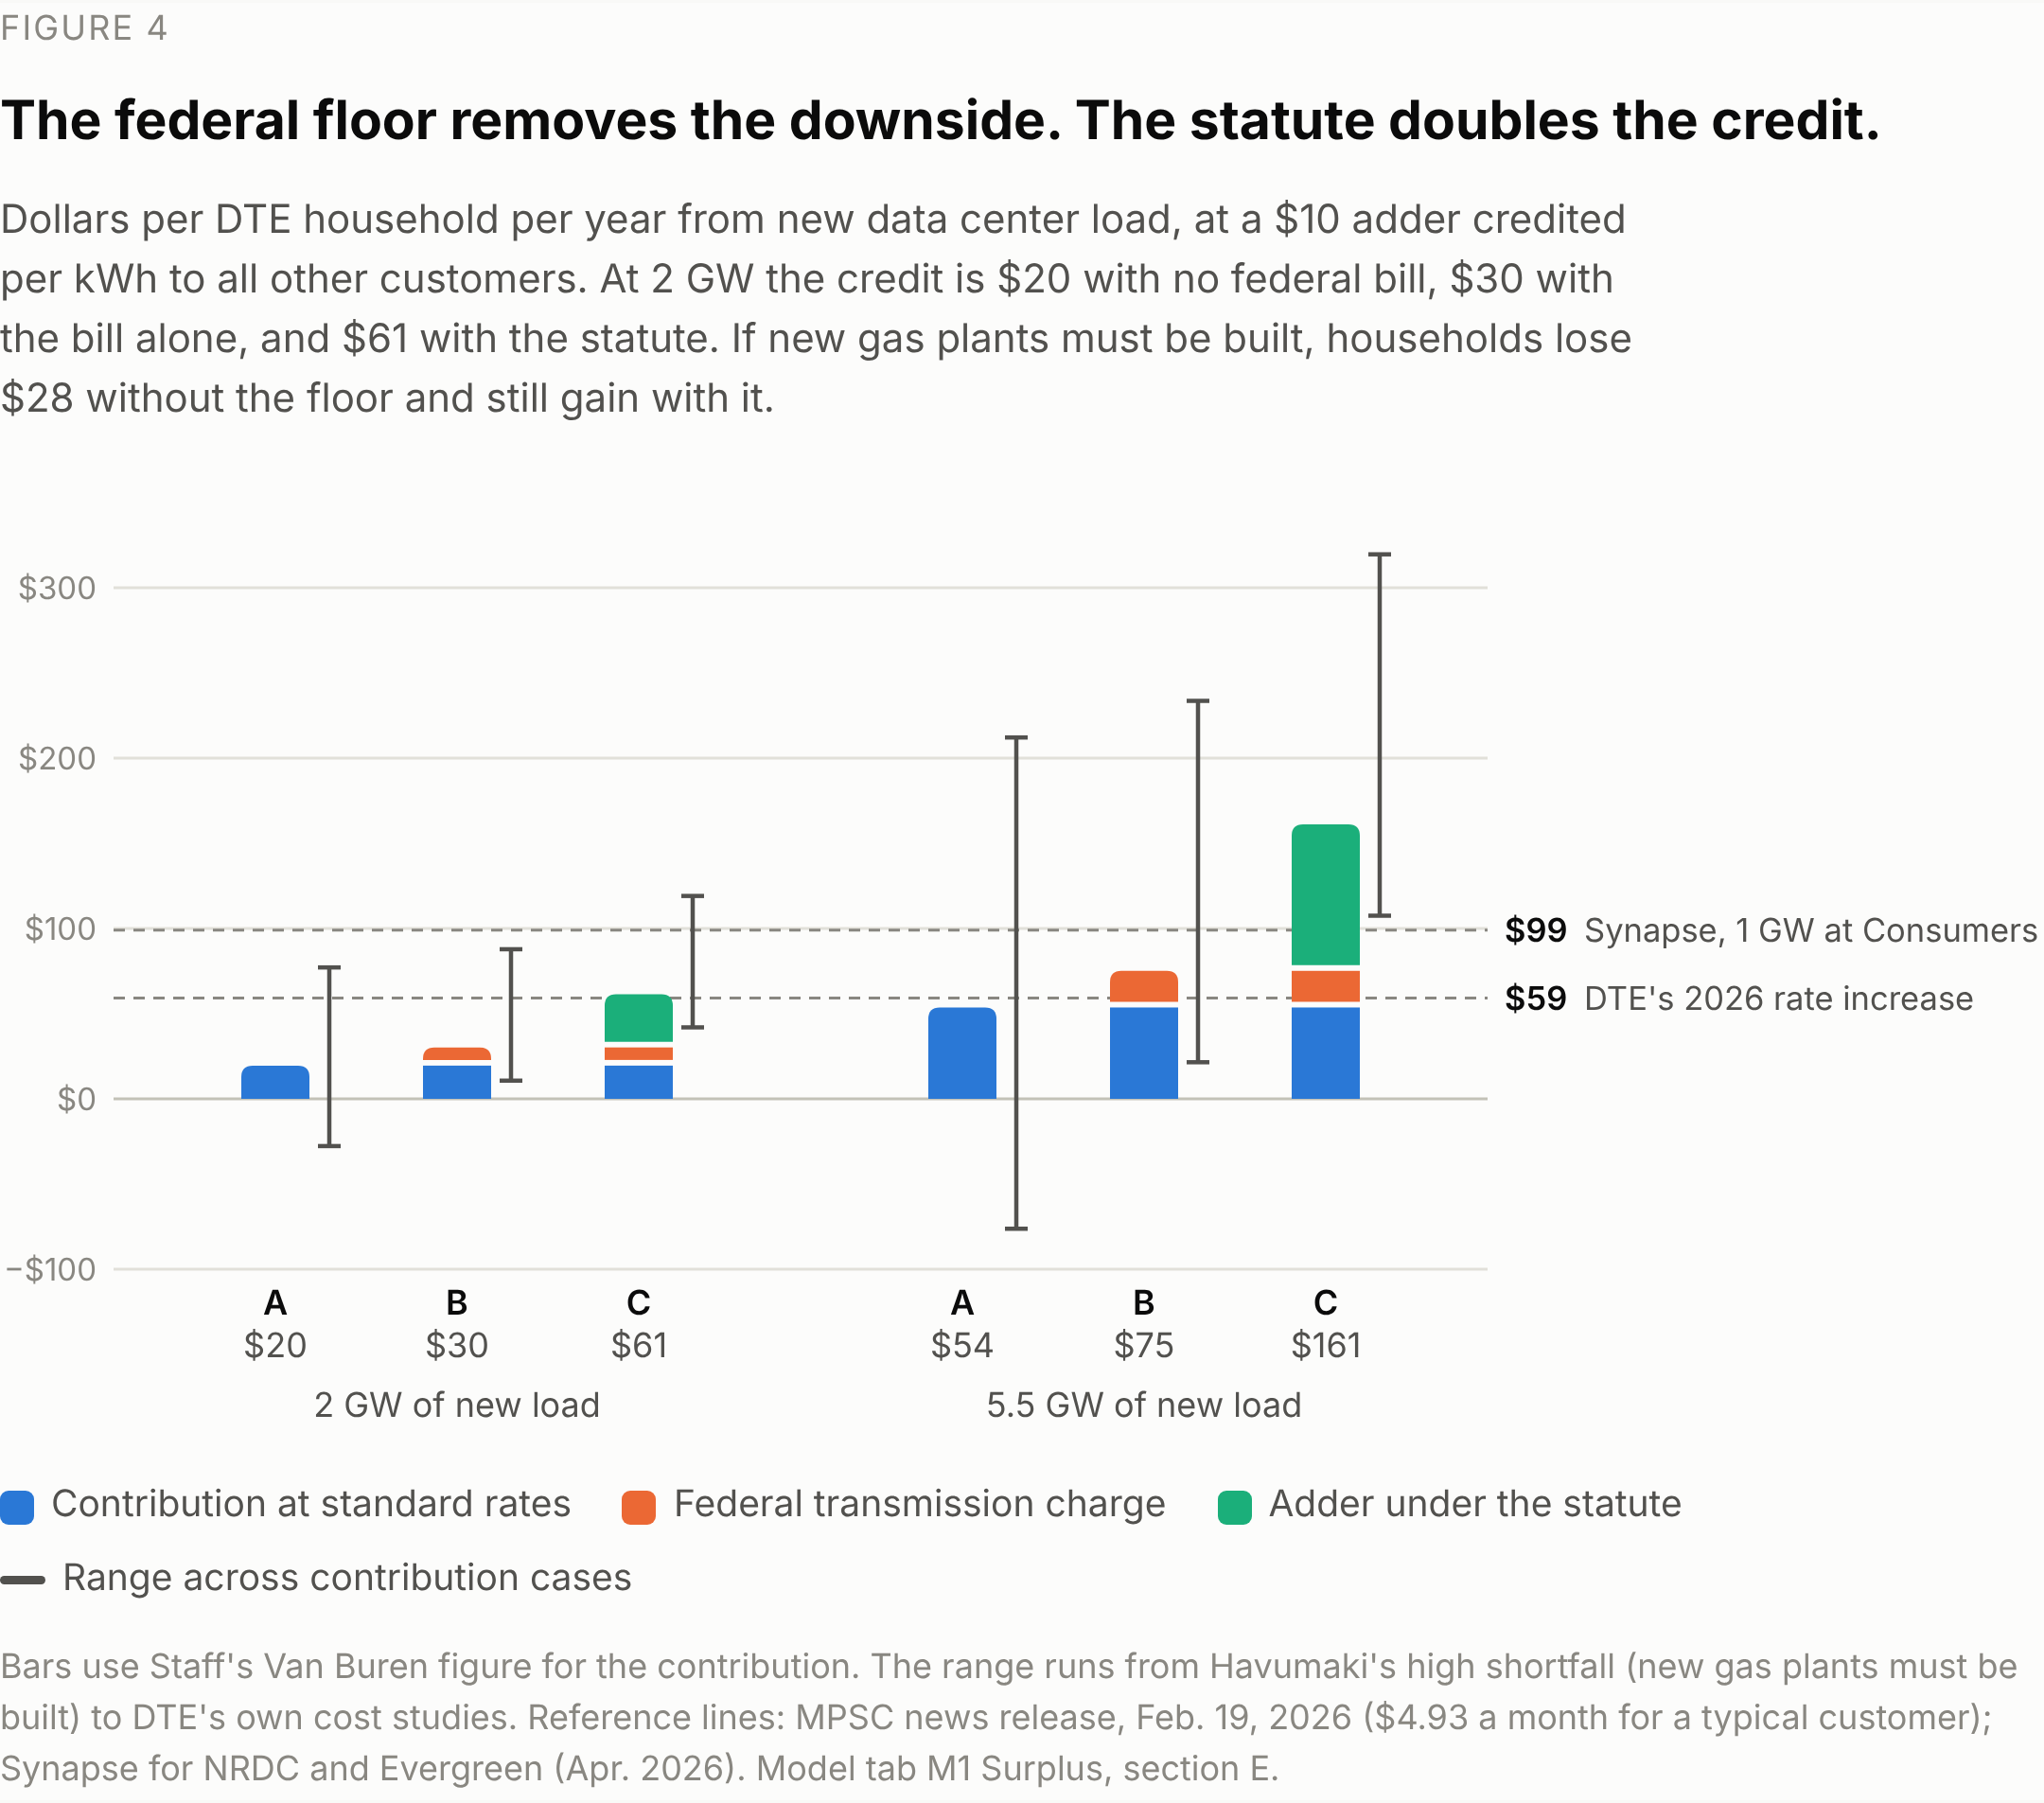 FIGURE 4
The federal floor removes the downside. The statute doubles the credit.
Dollars per DTE household per year from new data center load, at a $10 adder credited
per kWh to all other customers. At 2 GW the credit is $20 with no federal bill, $30 with
the bill alone, and $61 with the statute. If new gas plants must be built, households lose
$28 without the floor and still gain with it.
$300
$200
$100
$99 Synapse, 1 GW at Consumers
$59 DTE's 2026 rate increase
$0
−$100
A B C A B C
$20 $30 $61 $54 $75 $161
2 GW of new load 5.5 GW of new load
Contribution at standard rates Federal transmission charge Adder under the statute
Range across contribution cases
Bars use Staff's Van Buren figure for the contribution. The range runs from Havumaki's high shortfall (new gas plants must be
built) to DTE's own cost studies. Reference lines: MPSC news release, Feb. 19, 2026 ($4.93 a month for a typical customer);
Synapse for NRDC and Evergreen (Apr. 2026). Model tab M1 Surplus, section E.